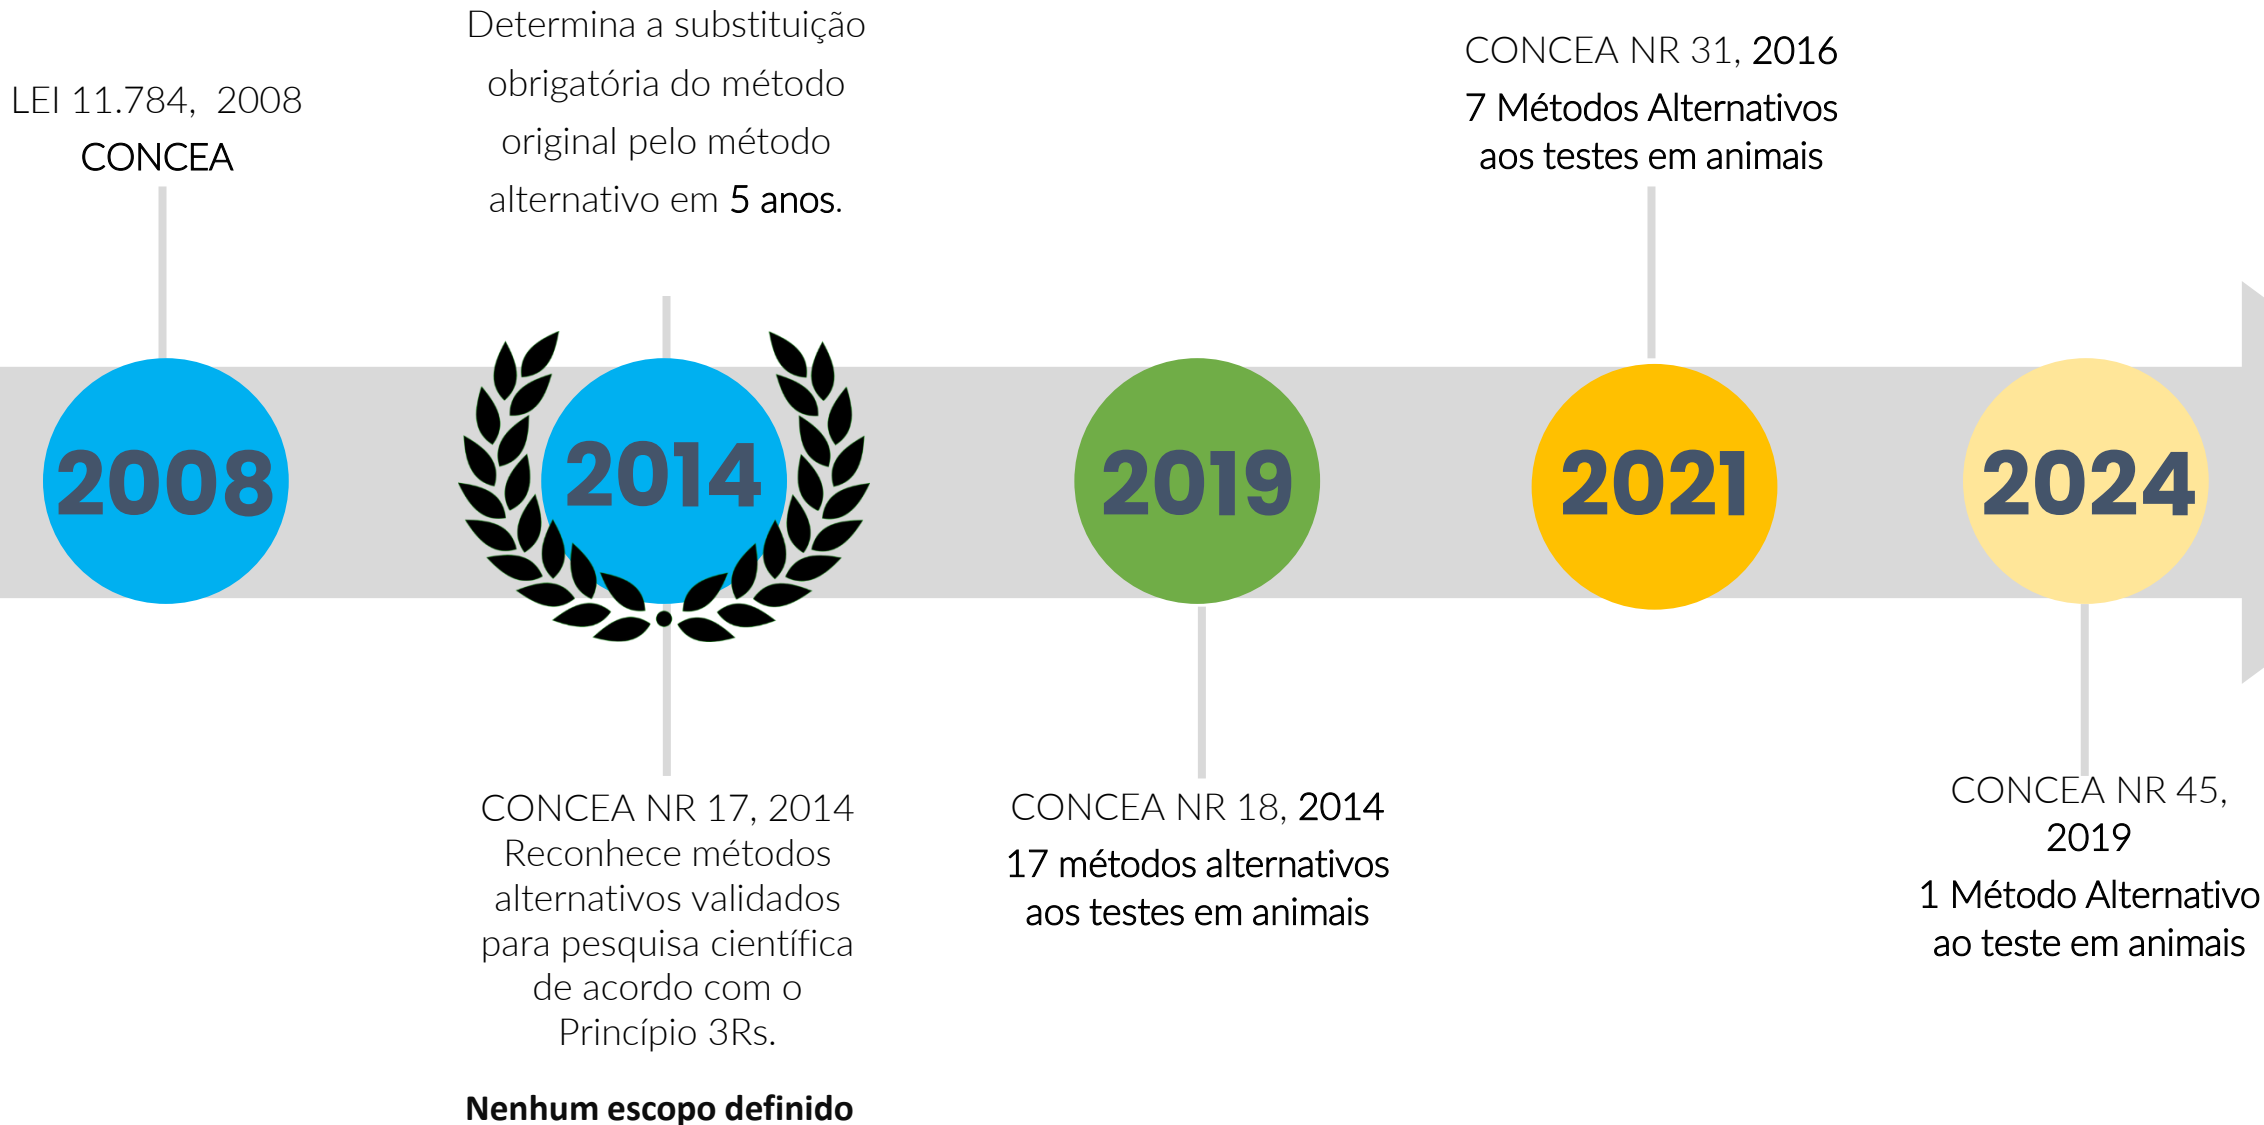 LEI 11.784,  2008
CONCEA
2008
Determina a substituição
obrigatória do método
original pelo método
alternativo em 5 anos.
2014
CONCEA NR 17, 2014
Reconhece métodos
alternativos validados
para pesquisa científica
de acordo com o
Princípio 3Rs.
Nenhum escopo definido
2019
CONCEA NR 18, 2014
17 métodos alternativos
aos testes em animais
CONCEA NR 31, 2016
7 Métodos Alternativos
aos testes em animais
2021
2024
CONCEA NR 45,
2019
1 Método Alternativo
ao teste em animais